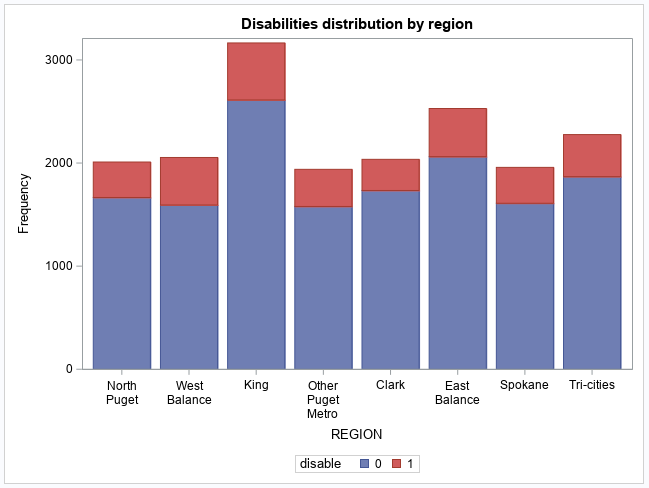 Disabilities distribution by region
Frequency
3000
2000
1000
0
North
Puget
West
Balance
King
Other
Puget
Metro
Clark
East
Balance
Spokane
Tri-cities
REGION
disable 0 1